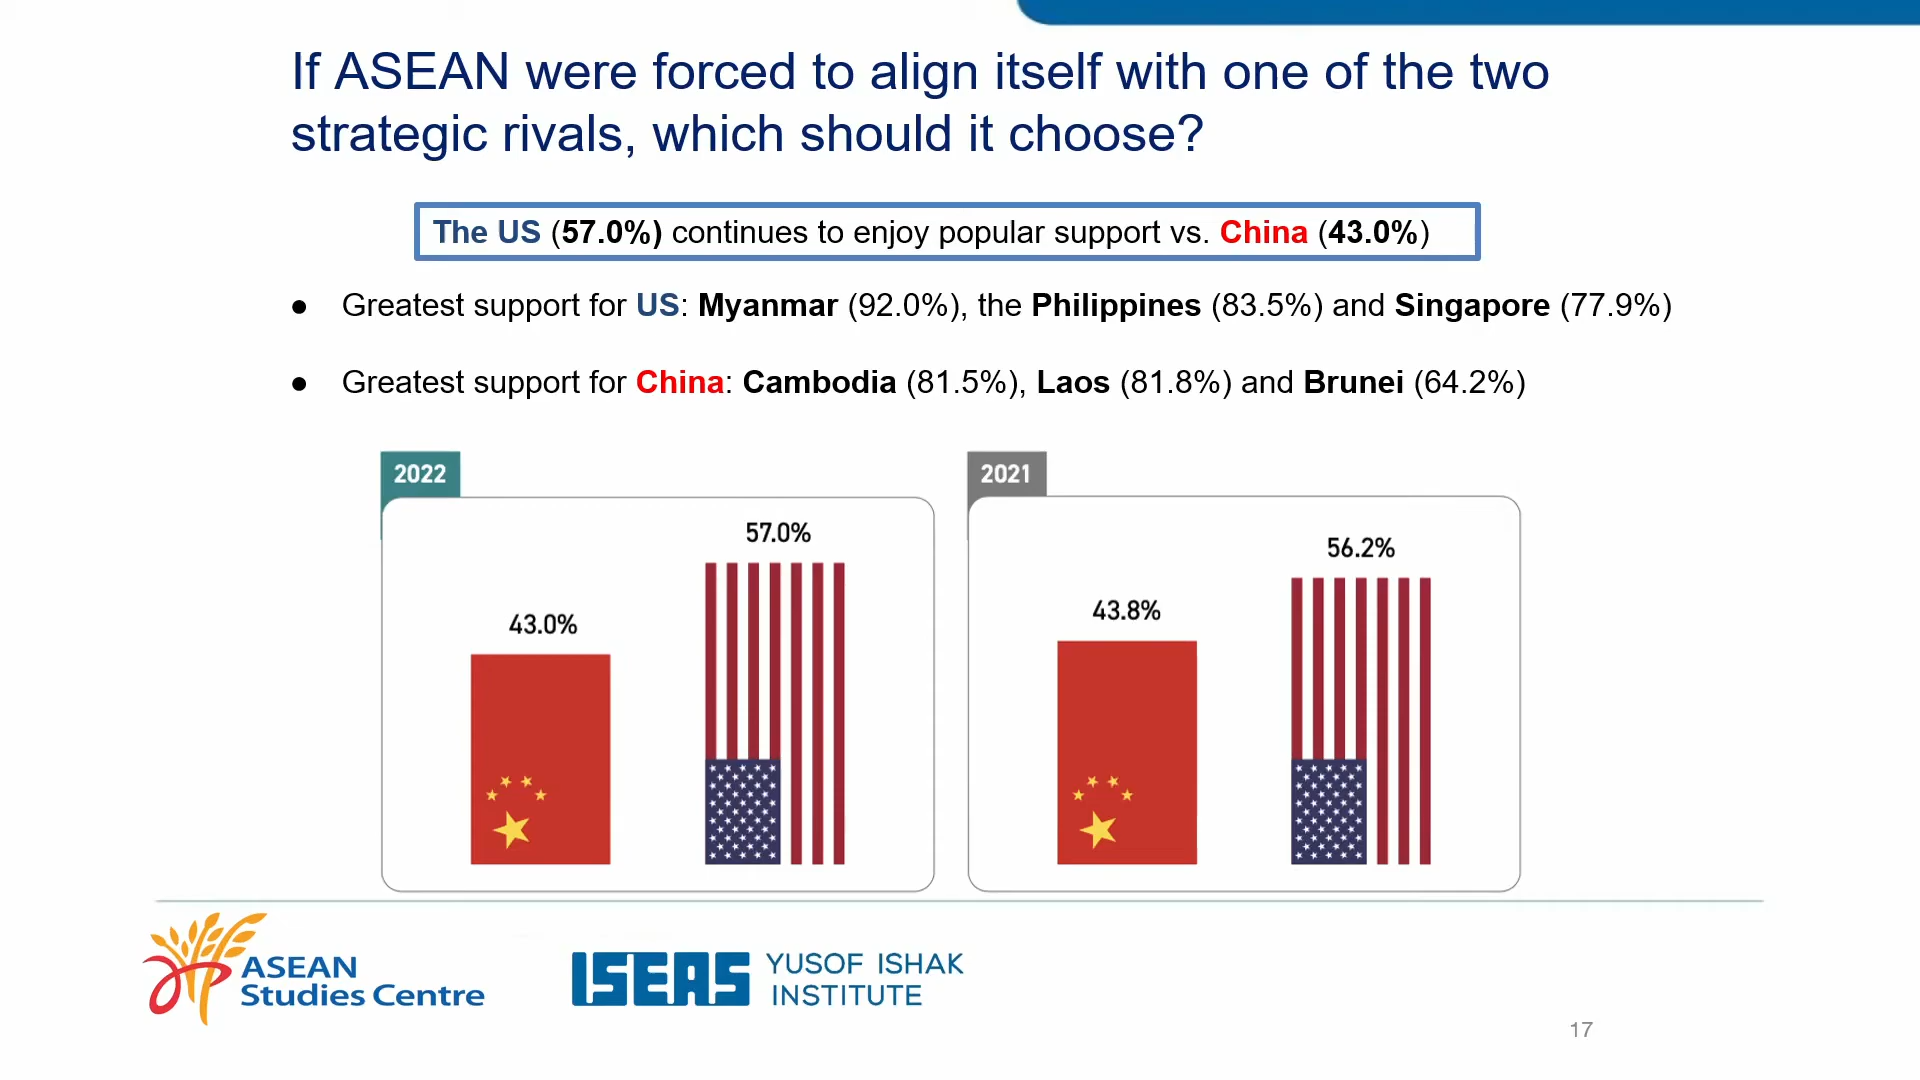 If ASEAN were forced to align itself with one of the two
strategic rivals, which should it choose?
The US (57.0%) continues to enjoy popular support vs. China (43.0%)
● Greatest support for US: Myanmar (92.0%), the Philippines (83.5%) and Singapore (77.9%)
● Greatest support for China: Cambodia (81.5%), Laos (81.8%) and Brunei (64.2%)
2022
43.0%
57.0%
2021
43.8%
56.2%
ASEAN
Studies Centre
ISEAS
YUSOF ISHAK
INSTITUTE
17